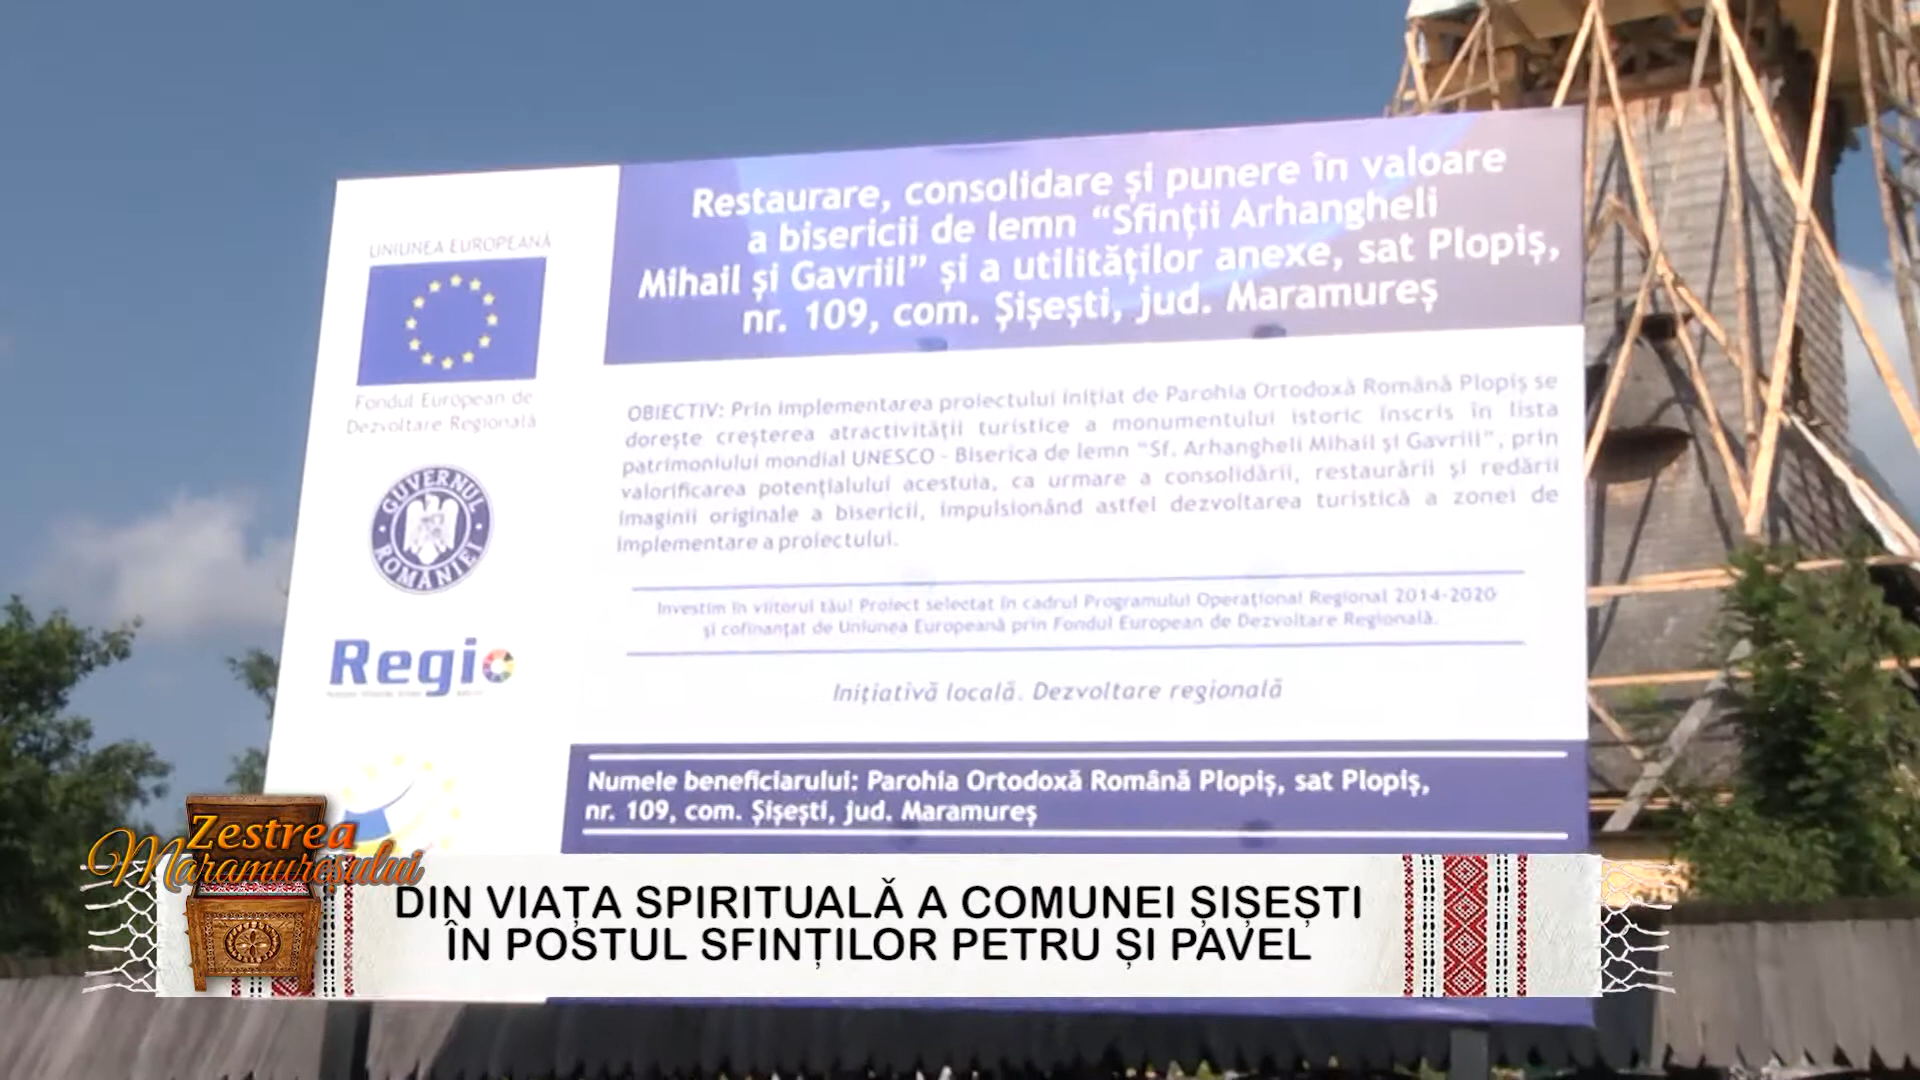 Restaurare, consolidare și punere în valoare
a bisericii de lemn “Sfinții Arhangheli
Mihail și Gavriil” și a utilităților anexe, sat Plopiș,
nr. 109, com. Șișești, jud. Maramureș
UNIUNEA EUROPEANĂ
Fondul European de
Dezvoltare Regională
GUVERNUL ROMÂNIEI
Regio
OBIECTIV: Prin implementarea proiectului inițiat de Parohia Ortodoxă Română Plopiș se
dorește creșterea atractivității turistice a monumentului istoric înscris în lista
patrimoniului mondial UNESCO - Biserica de lemn “Sf. Arhangheli Mihail și Gavriil”, prin
valorificarea potențialului acestuia, ca urmare a consolidării, restaurării și redării
imaginii originale a bisericii, impulsionând astfel dezvoltarea turistică a zonei de
implementare a proiectului.
Investim în viitorul tău! Proiect selectat în cadrul Programului Operațional Regional 2014-2020
și cofinanțat de Uniunea Europeană prin Fondul European de Dezvoltare Regională.
Inițiativă locală. Dezvoltare regională
Numele beneficiarului: Parohia Ortodoxă Română Plopiș, sat Plopiș,
nr. 109, com. Șișești, jud. Maramureș
Zestrea
Maramureșului
DIN VIAȚA SPIRITUALĂ A COMUNEI ȘIȘEȘTI
ÎN POSTUL SFINȚILOR PETRU ȘI PAVEL